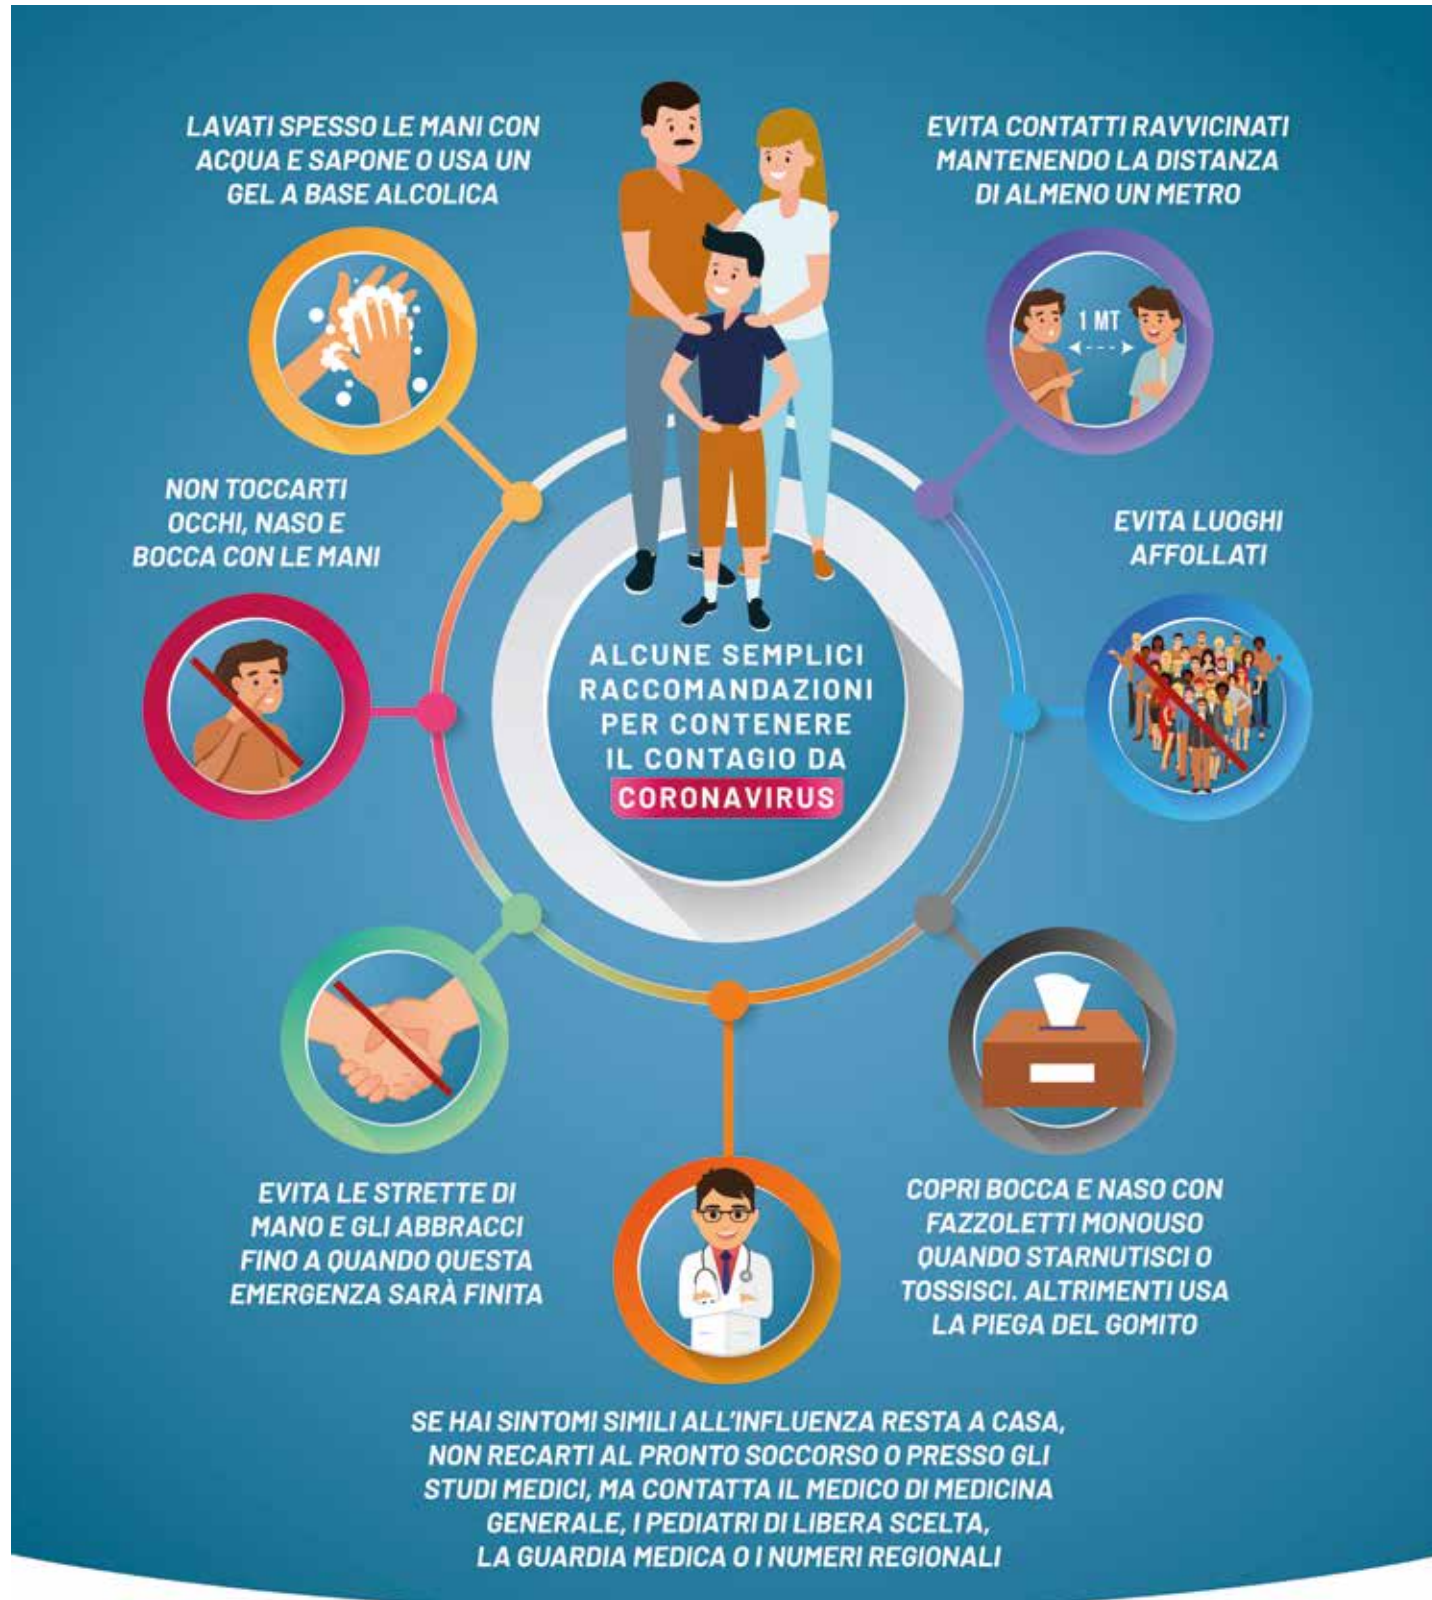 LAVATI SPESSO LE MANI CON
ACQUA E SAPONE O USA UN
GEL A BASE ALCOLICA
EVITA CONTATTI RAVVICINATI
MANTENENDO LA DISTANZA
DI ALMENO UN METRO
1 MT
NON TOCCARTI
OCCHI, NASO E
BOCCA CON LE MANI
EVITA LUOGHI
AFFOLLATI
ALCUNE SEMPLICI
RACCOMANDAZIONI
PER CONTENERE
IL CONTAGIO DA
CORONAVIRUS
EVITA LE STRETTE DI
MANO E GLI ABBRACCI
FINO A QUANDO QUESTA
EMERGENZA SARÀ FINITA
COPRI BOCCA E NASO CON
FAZZOLETTI MONOUSO
QUANDO STARNUTISCI O
TOSSISCI. ALTRIMENTI USA
LA PIEGA DEL GOMITO
SE HAI SINTOMI SIMILI ALL'INFLUENZA RESTA A CASA,
NON RECARTI AL PRONTO SOCCORSO O PRESSO GLI
STUDI MEDICI, MA CONTATTA IL MEDICO DI MEDICINA
GENERALE, I PEDIATRI DI LIBERA SCELTA,
LA GUARDIA MEDICA O I NUMERI REGIONALI